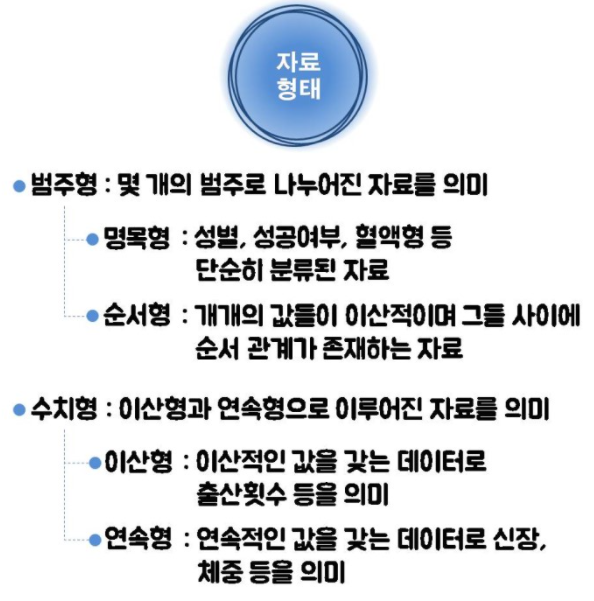 자료
형태
범주형 : 몇 개의 범주로 나누어진 자료를 의미
명목형 : 성별, 성공여부, 혈액형 등
단순히 분류된 자료
순서형 : 개개의 값들이 이산적이며 그들 사이에
순서 관계가 존재하는 자료
수치형 : 이산형과 연속형으로 이루어진 자료를 의미
이산형 : 이산적인 값을 갖는 데이터로
출산횟수 등을 의미
연속형 : 연속적인 값을 갖는 데이터로 신장,
체중 등을 의미